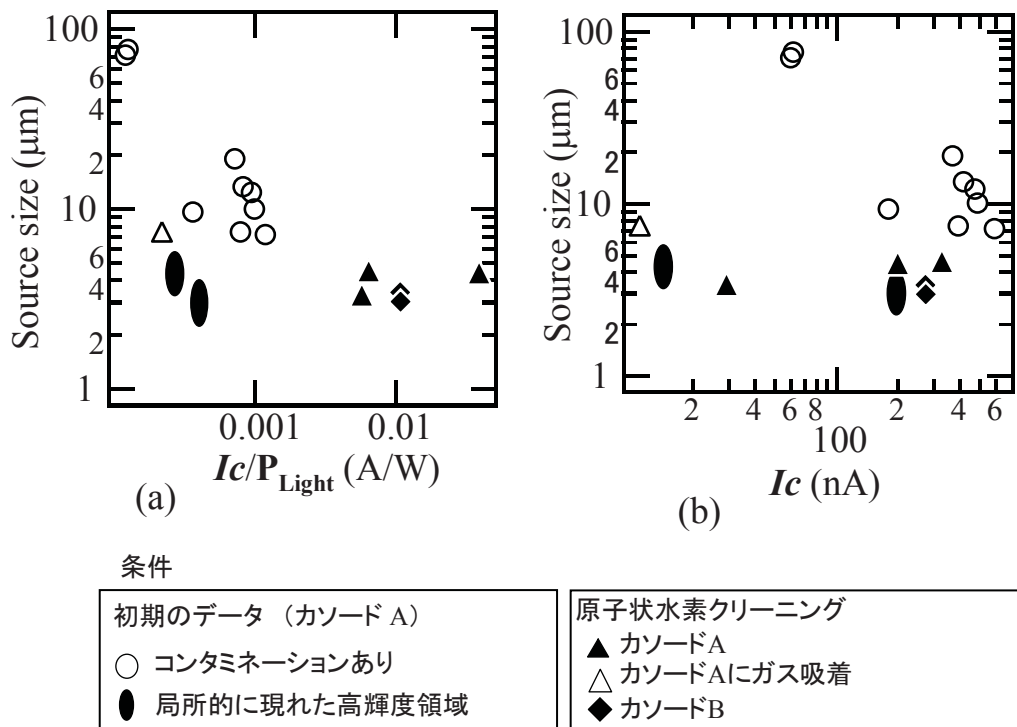 100
6
4
2
10
6
4
2
1
Source size (μm)
0.001
0.01
Ic/P Light (A/W)
(a)
100
6
4
2
10
6
4
2
1
Source size (μm)
2
4
6
8
100
2
4
6
Ic (nA)
(b)
条件
初期のデータ (カソード A)
コンタミネーションあり
局所的に現れた高輝度領域
原子状水素クリーニング
カソードA
カソードAにガス吸着
カソードB